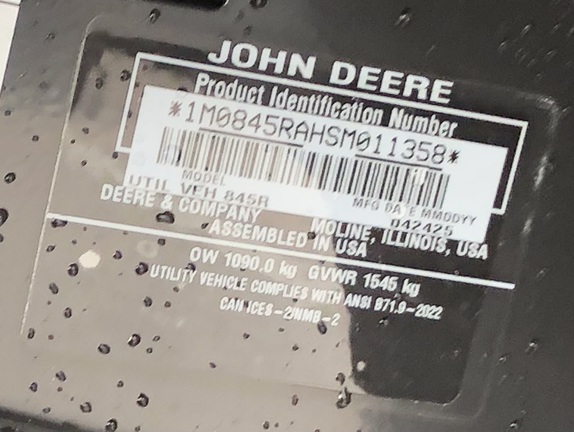 JOHN DEERE
Product Identification Number
*1M0845RAHSM011358*
MODEL MFG DATE MMDDYY
UTIL VEH 845R 042425
DEERE & COMPANY MOLINE, ILLINOIS, USA
ASSEMBLED IN USA
OW 1090.0 kg GVWR 1545 kg
UTILITY VEHICLE COMPLIES WITH ANSI B71.9-2022
CAN ICES-2/NMB-2